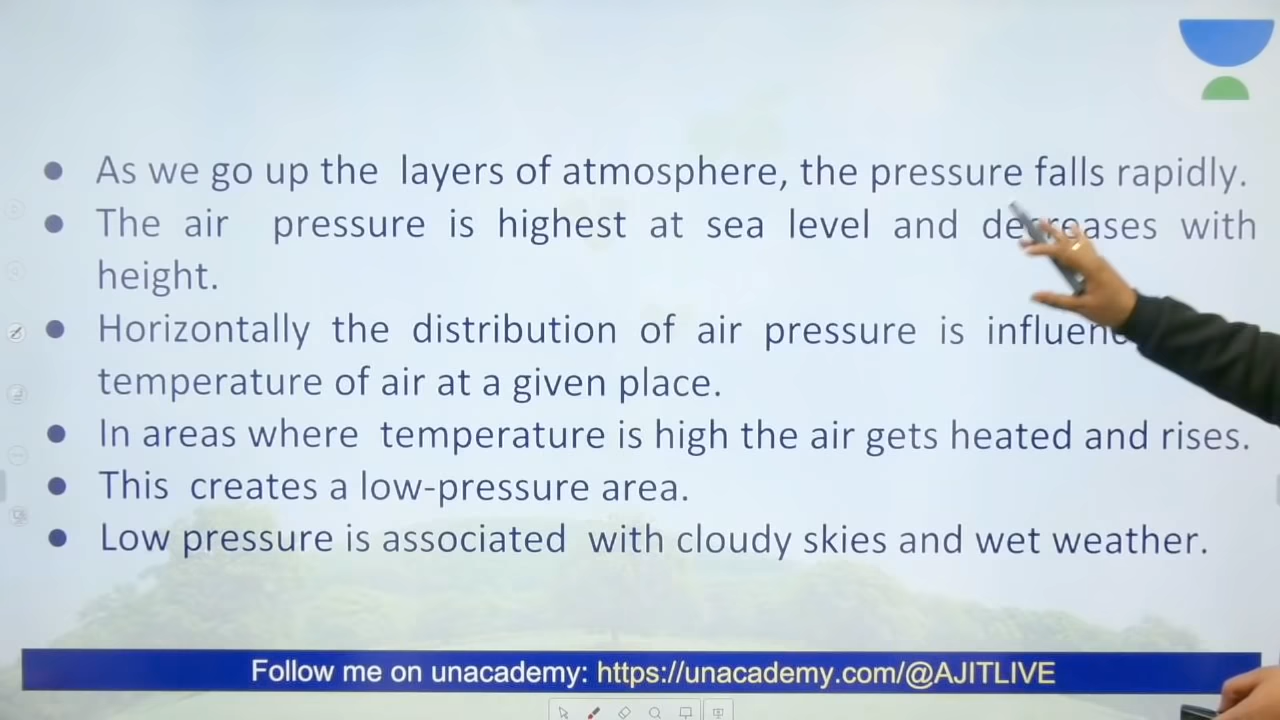 ● As we go up the layers of atmosphere, the pressure falls rapidly.
● The air pressure is highest at sea level and decreases with
height.
● Horizontally the distribution of air pressure is
temperature of air at a given place.
● In areas where temperature is high the air gets heated and rises.
● This creates a low-pressure area.
● Low pressure is associated with cloudy skies and wet weather.
Follow me on unacademy: https://unacademy.com/@AJITLIVE